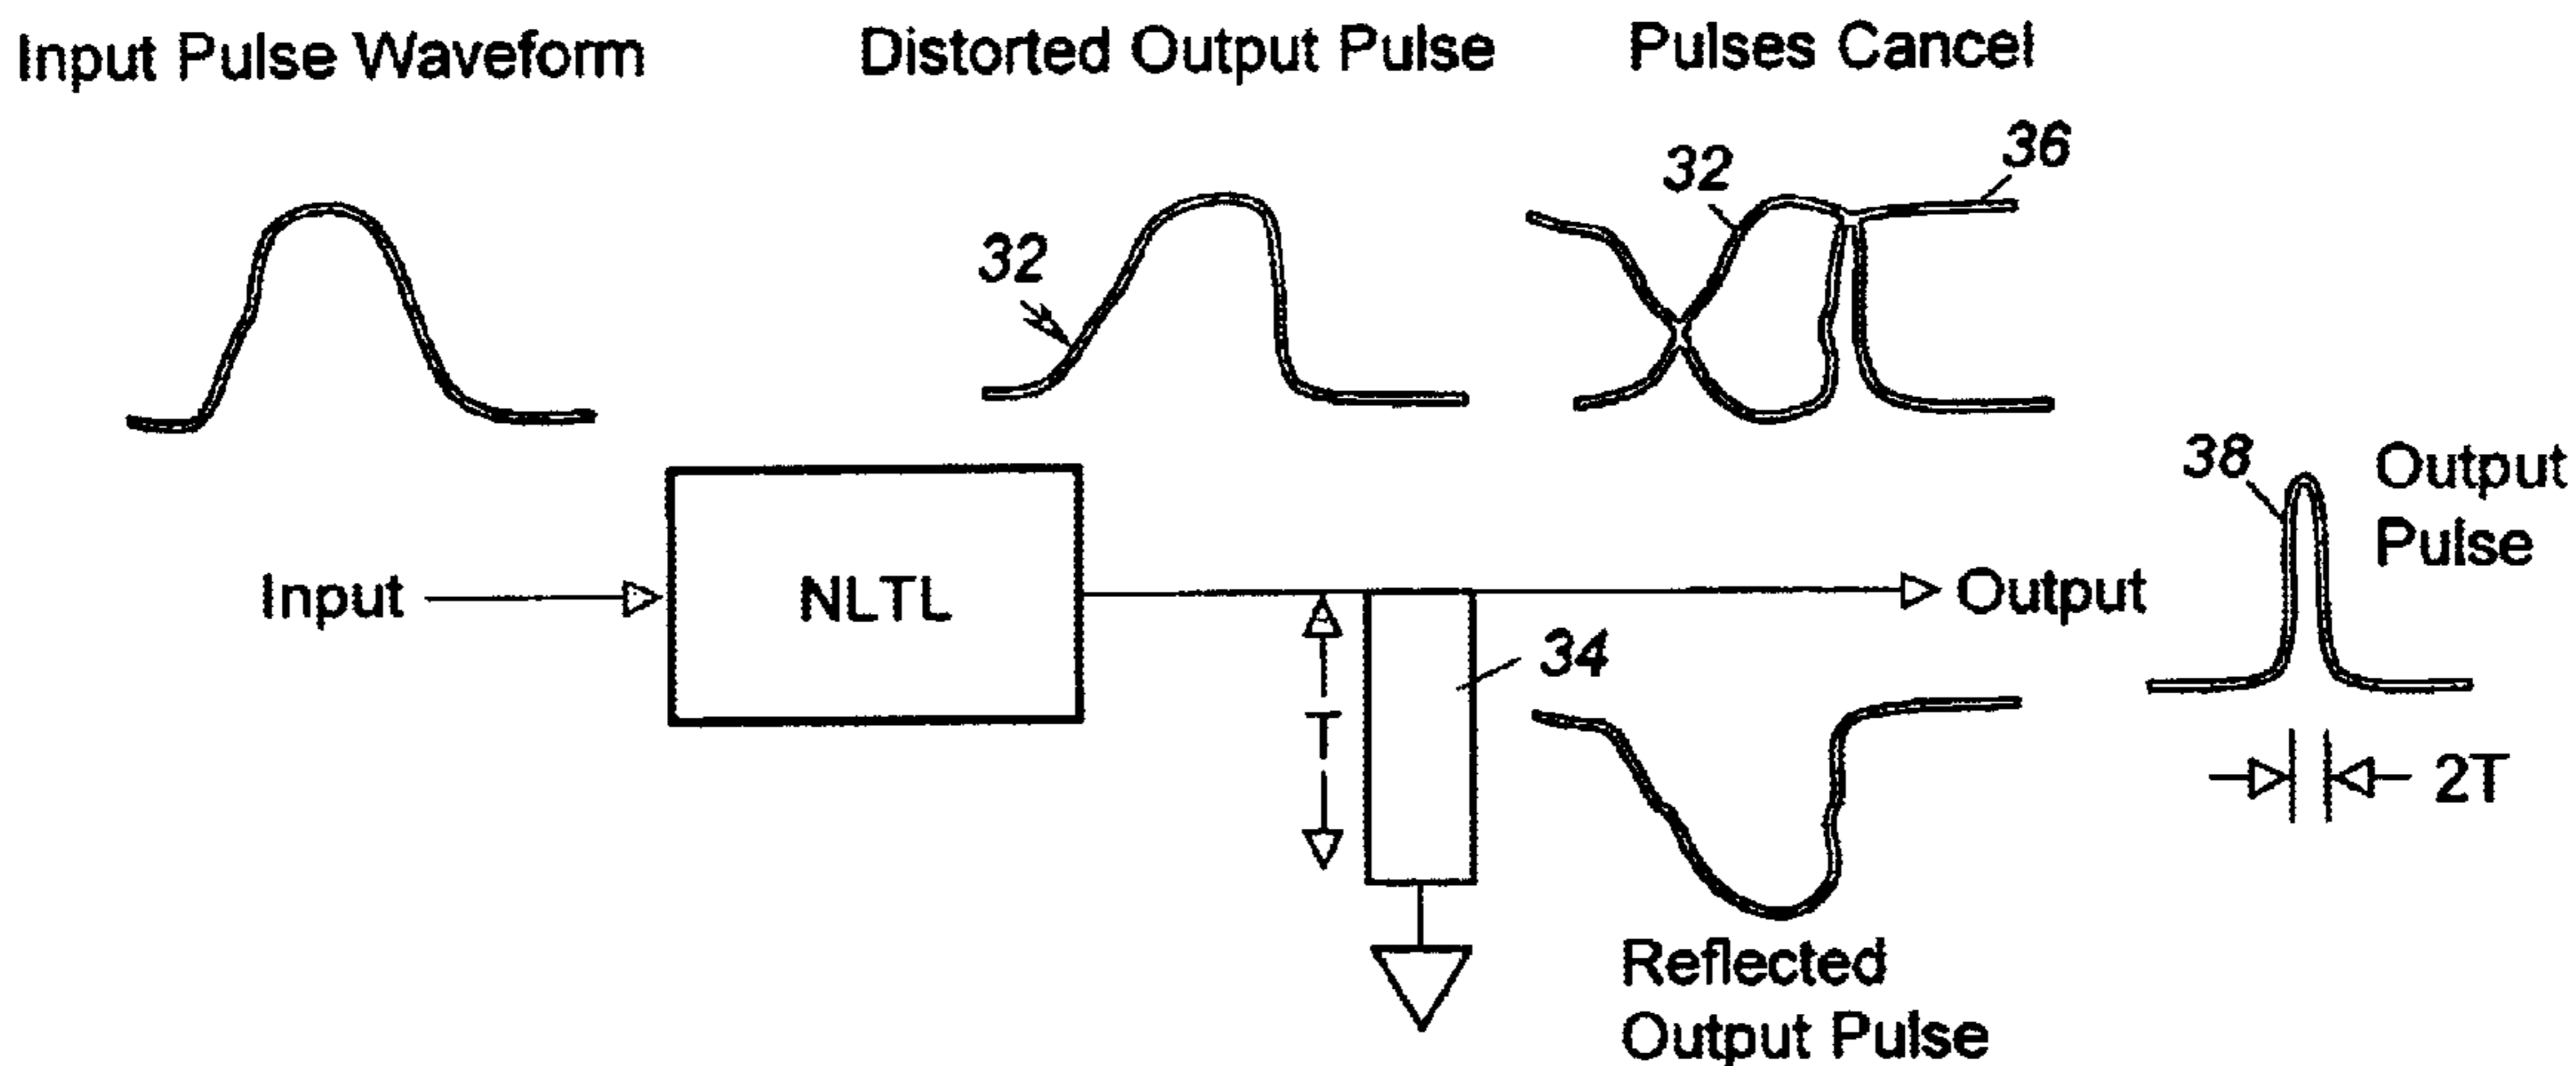 Input Pulse Waveform
Distorted Output Pulse
Pulses Cancel
32
32
36
38
Output
Pulse
Input
NLTL
Output
T
34
2T
Reflected
Output Pulse